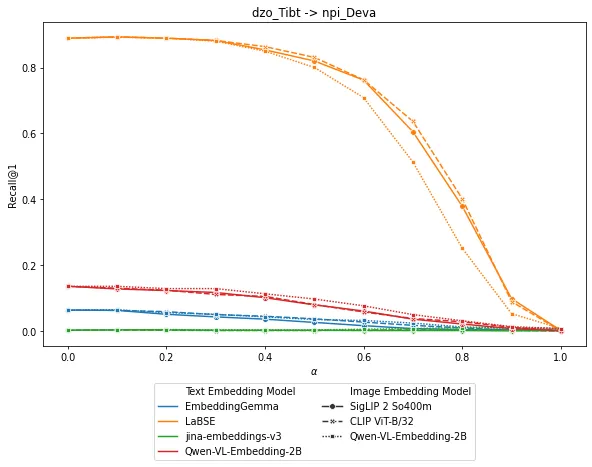 dzo_Tibt -> npi_Deva
Recall@1
0.8
0.6
0.4
0.2
0.0
0.0 0.2 0.4 0.6 0.8 1.0
α
Text Embedding Model Image Embedding Model
EmbeddingGemma SigLIP 2 So400m
LaBSE CLIP ViT-B/32
jina-embeddings-v3 Qwen-VL-Embedding-2B
Qwen-VL-Embedding-2B